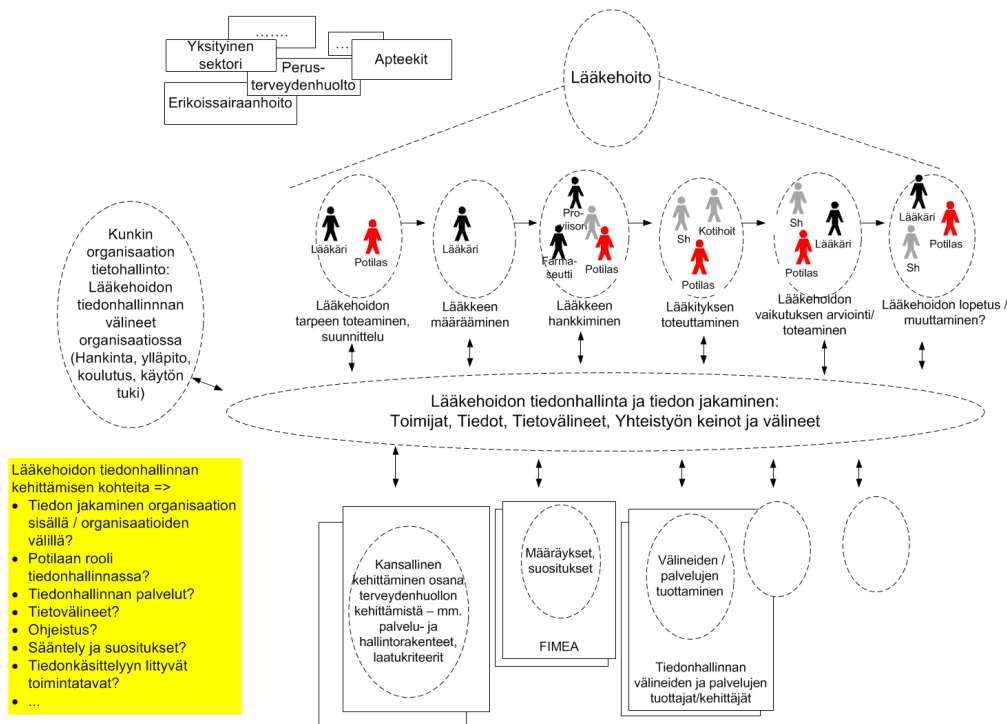 …….
….
Yksityinen
sektori
Perus-
terveydenhuolto
Apteekit
Erikoissairaanhoito
Lääkehoito
Lääkäri
Potilas
Lääkäri
Pro-
viisori
Farma-
seutti
Potilas
Sh
Kotihoit
Potilas
Sh
Lääkäri
Potilas
Lääkäri
Potilas
Sh
Lääkehoidon
tarpeen toteaminen,
suunnittelu
Lääkkeen
määrääminen
Lääkkeen
hankkiminen
Lääkityksen
toteuttaminen
Lääkehoidon
vaikutuksen arviointi/
toteaminen
Lääkehoidon lopetus /
muuttaminen?
Kunkin
organisaation
tietohallinto:
Lääkehoidon
tiedonhallinnnan
välineet
organisaatiossa
(Hankinta, ylläpito,
koulutus, käytön
tuki)
Lääkehoidon tiedonhallinta ja tiedon jakaminen:
Toimijat, Tiedot, Tietovälineet, Yhteistyön keinot ja välineet
Lääkehoidon tiedonhallinnan
kehittämisen kohteita =>
• Tiedon jakaminen organisaation
sisällä / organisaatioiden
välillä?
• Potilaan rooli
tiedonhallinnassa?
• Tiedonhallinnan palvelut?
• Tietovälineet?
• Ohjeistus?
• Sääntely ja suositukset?
• Tiedonkäsittelyyn littyvät
toimintatavat?
• ...
Kansallinen
kehittäminen osana
terveydenhuollon
kehittämistä – mm.
palvelu- ja
hallintorakenteet,
laatukriteerit
Määräykset,
suositukset
FIMEA
Välineiden /
palvelujen
tuottaminen
Tiedonhallinnan
välineiden ja palvelujen
tuottajat/kehittäjät